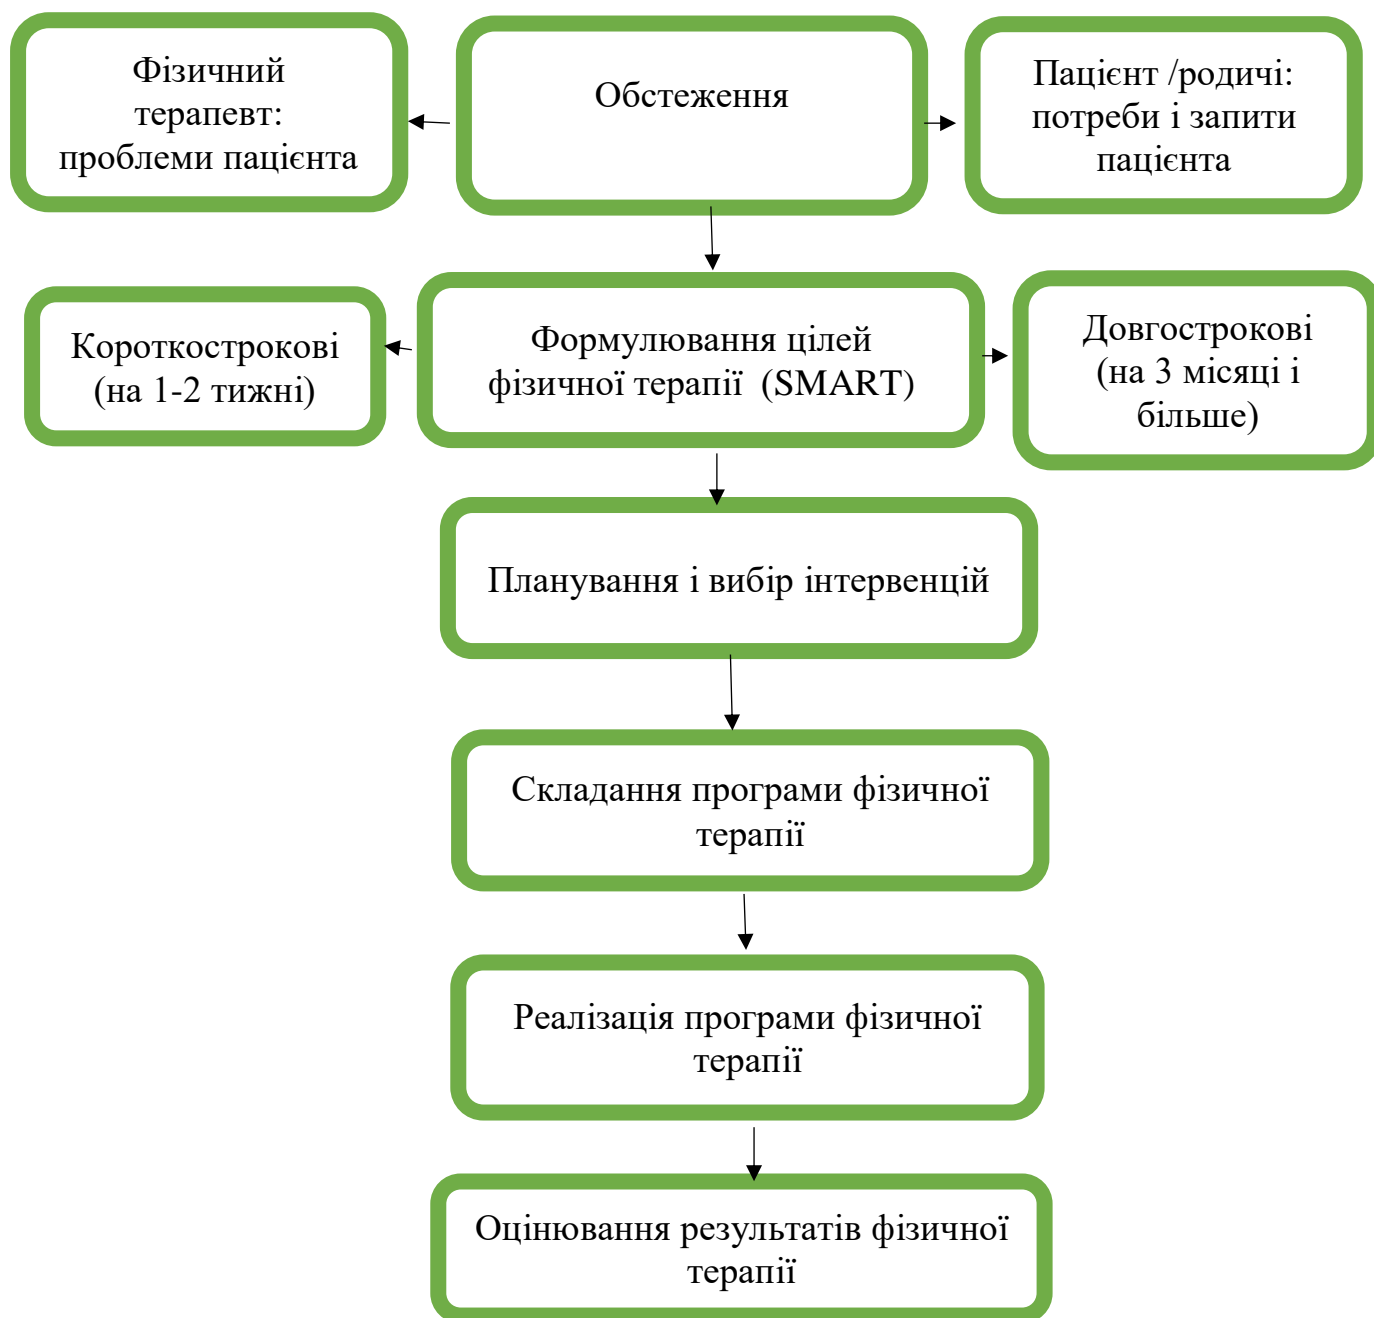 Фізичний
терапевт:
проблеми пацієнта
Обстеження
Пацієнт /родичі:
потреби і запити
пацієнта
Короткострокові
(на 1-2 тижні)
Формулювання цілей
фізичної терапії (SMART)
Довгострокові
(на 3 місяці і
більше)
Планування і вибір інтервенцій
Складання програми фізичної
терапії
Реалізація програми фізичної
терапії
Оцінювання результатів фізичної
терапії